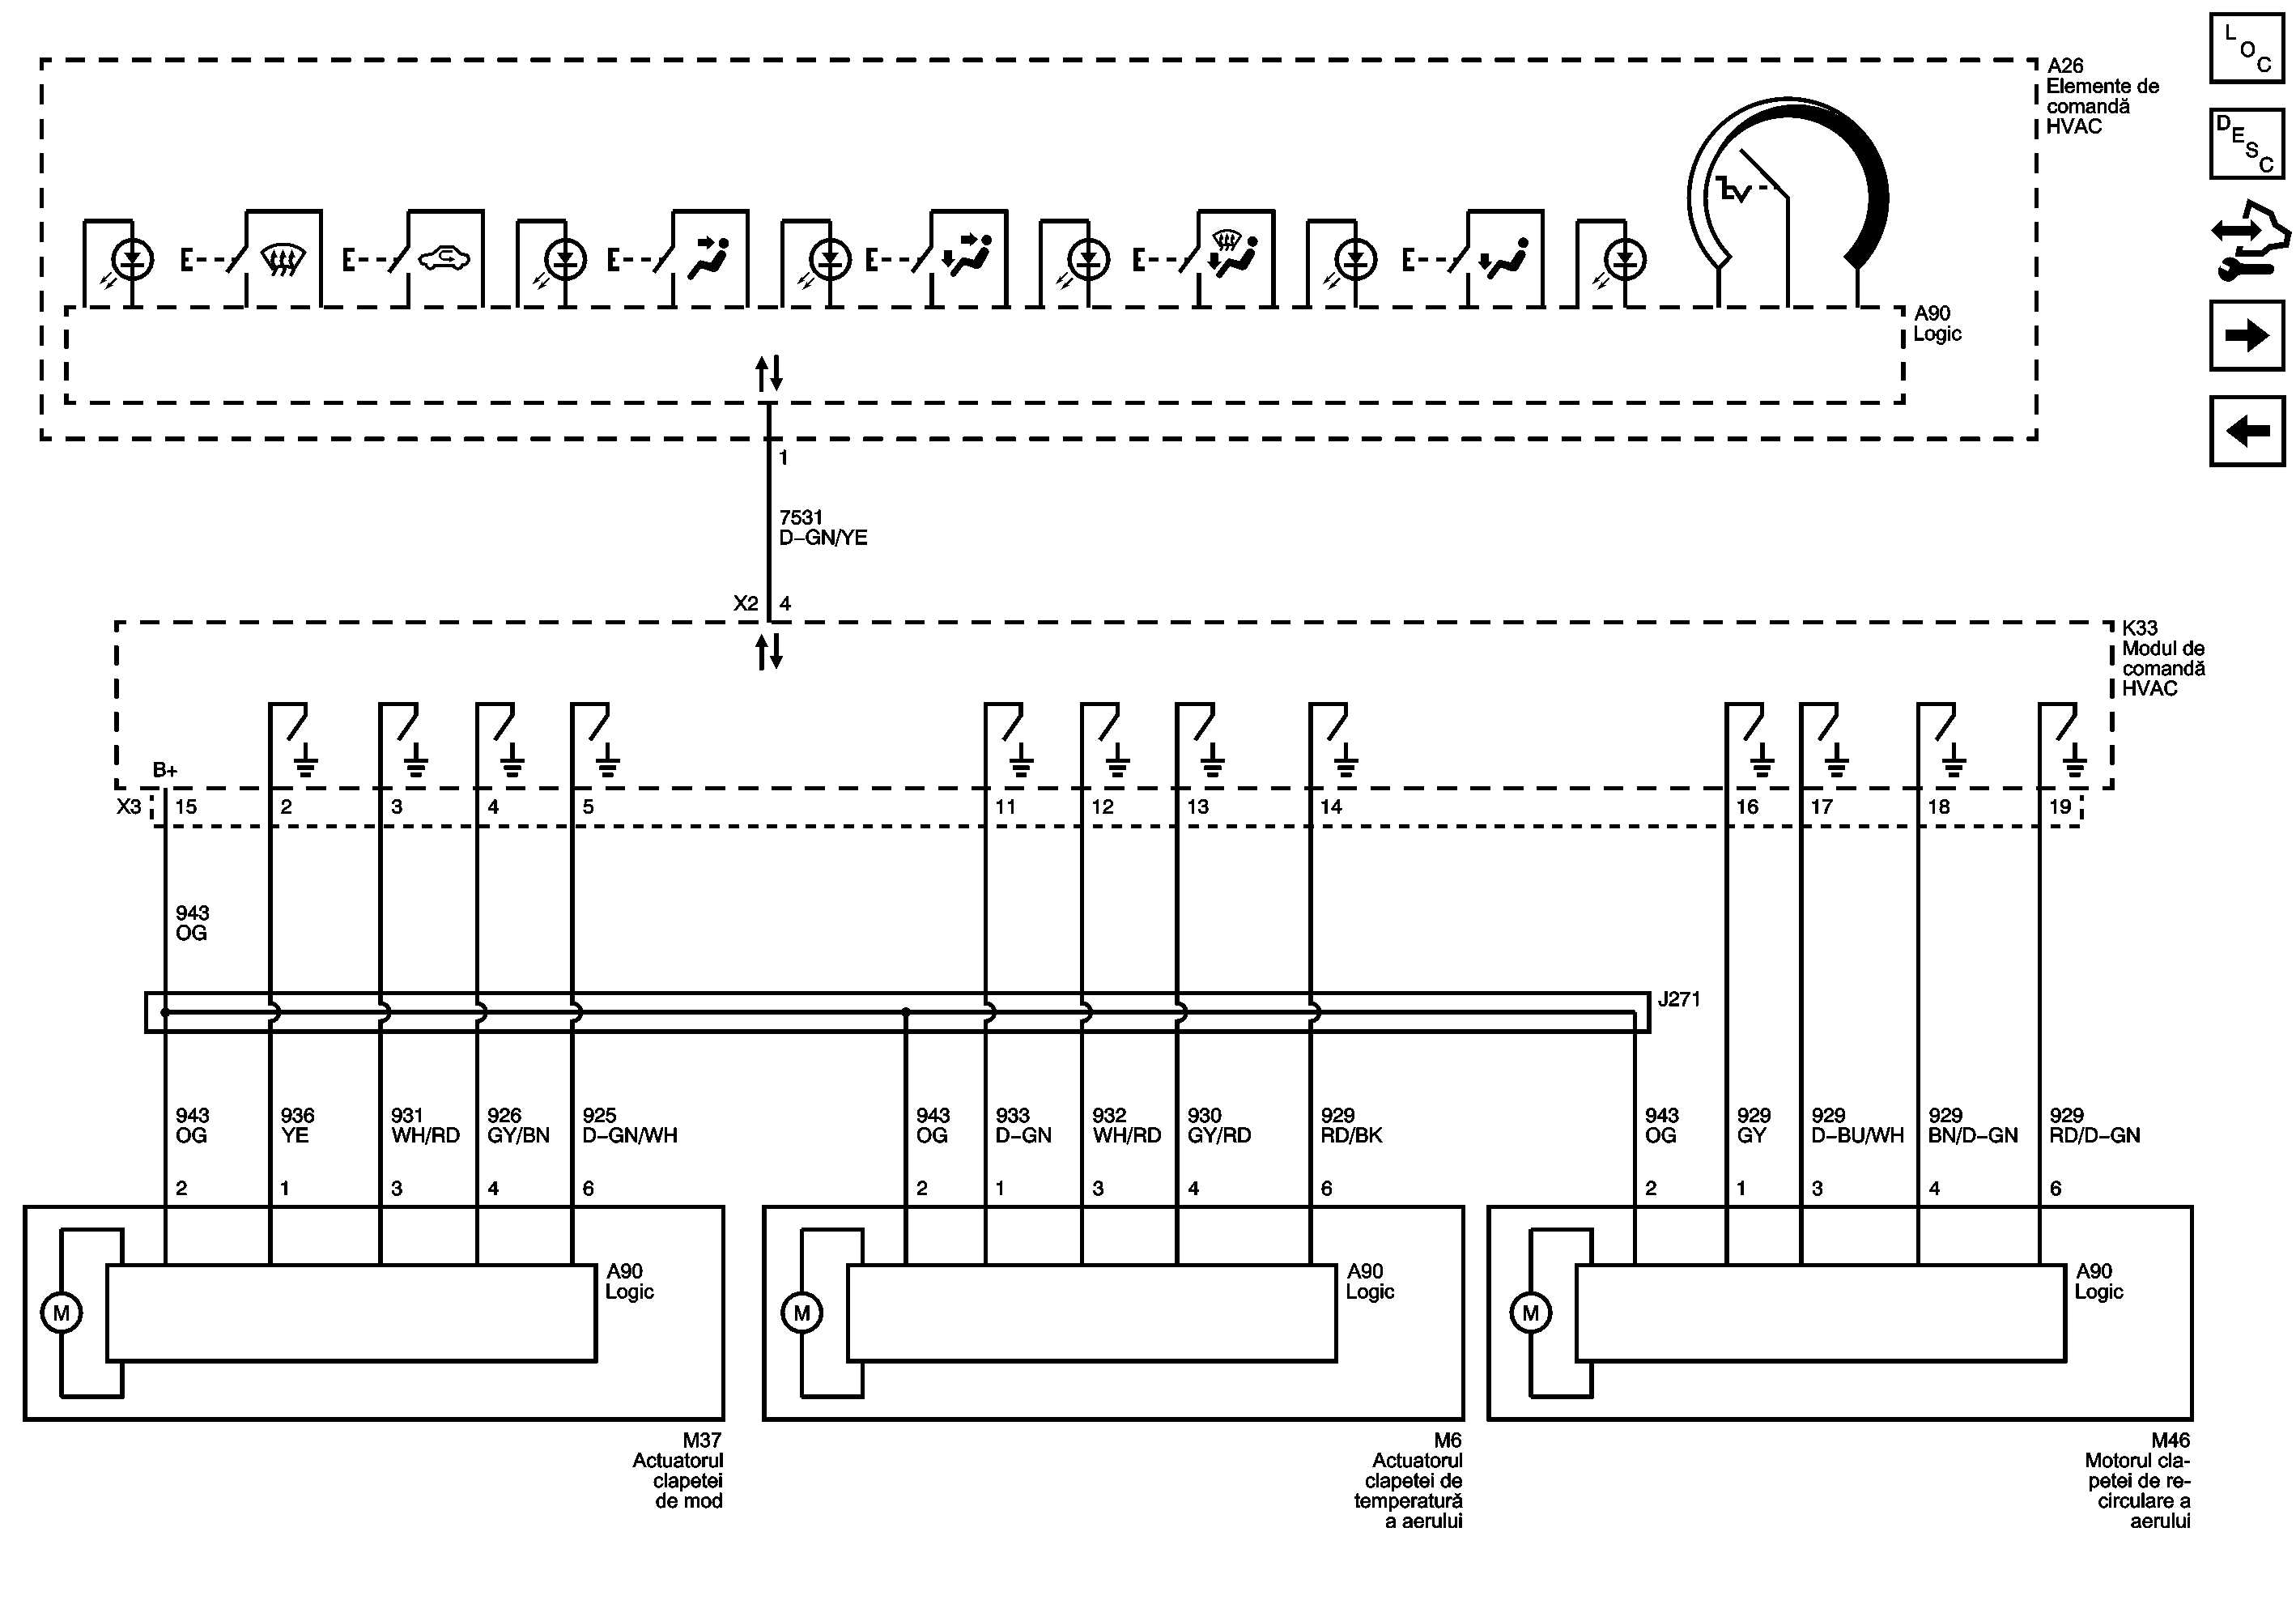 L
O
C
A26
Elemente de
comandă
HVAC
D
E
S
C
A90
Logic
1
7531
D–GN/YE
X2 4
K33
Modul de
comandă
HVAC
B+
X3 15 2 3 4 5 11 12 13 14 16 17 18 19
943
OG
J271
943 936 931 926 925 943 933 932 930 929 943 929 929 929 929
OG YE WH/RD GY/BN D–GN/WH OG D–GN WH/RD GY/RD RD/BK OG GY D–BU/WH BN/D–GN RD/D–GN
2 1 3 4 6 2 1 3 4 6 2 1 3 4 6
A90 A90 A90
Logic Logic Logic
M M M
M37
Actuatorul
clapetei
de mod
M6
Actuatorul
clapetei de
temperatură
a aerului
M46
Motorul cla-
petei de re-
circulare a
aerului